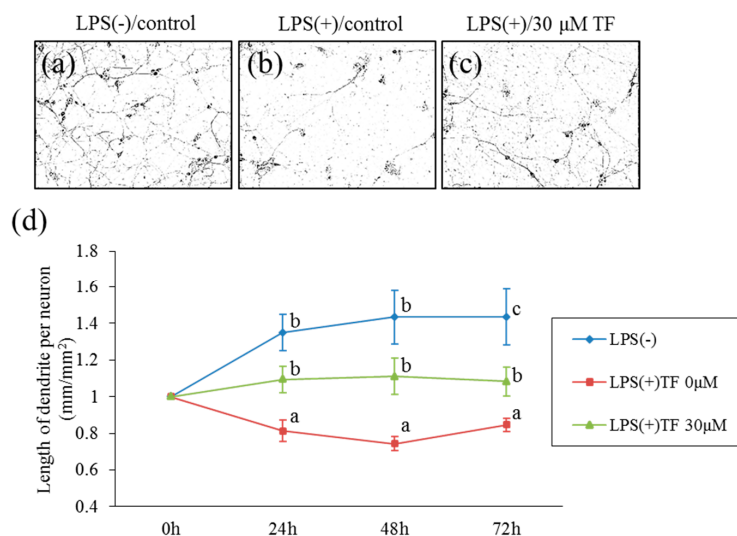 LPS(-)/control LPS(+)/control LPS(+)/30 μM TF
(a) (b) (c)
(d)
Length of dendrite per neuron
(mm/mm²)
1.8
1.6
1.4
1.2
1
0.8
0.6
0.4
b b c
b b b
a a a
0h 24h 48h 72h
LPS(-)
LPS(+)TF 0μM
LPS(+)TF 30μM